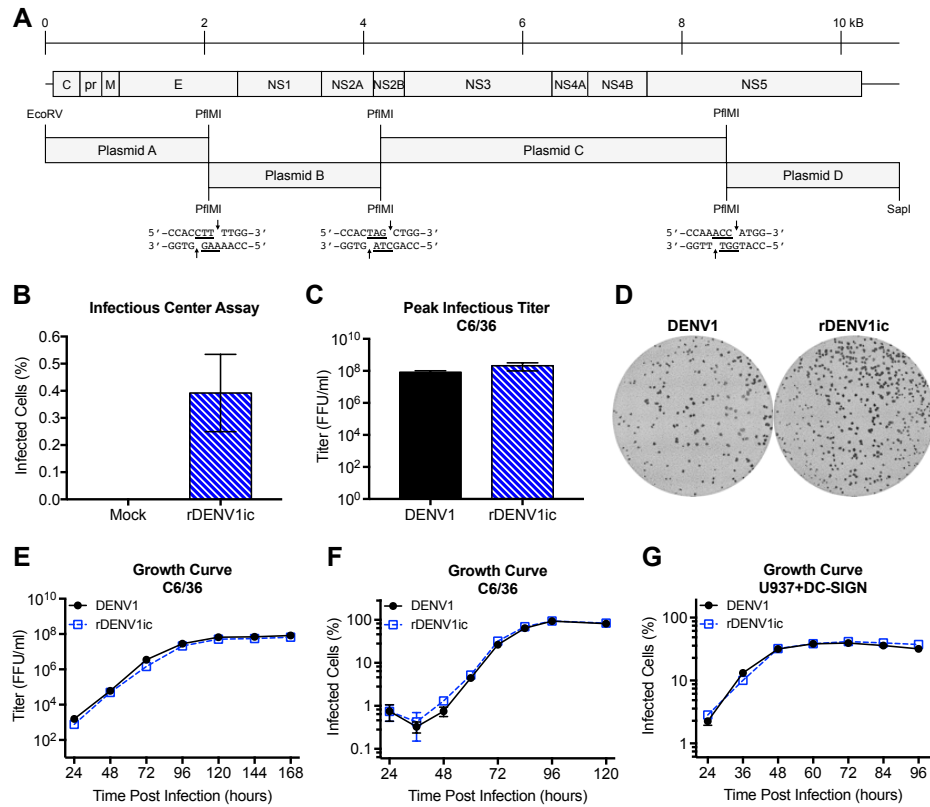 A
0 2 4 6 8 10 kB
C pr M E NS1 NS2A NS2B NS3 NS4A NS4B NS5
EcoRV PflMI PflMI PflMI
Plasmid A Plasmid C
Plasmid B Plasmid D
PflMI PflMI PflMI SapI
5'-CCACCTT TTGG-3' 5'-CCACTAG CTGG-3' 5'-CCAAACC ATGG-3'
3'-GGTG GAAAACC-5' 3'-GGTG ATCGACC-5' 3'-GGTT TGGTACC-5'
B
Infectious Center Assay
Infected Cells (%)
0.6
0.5
0.4
0.3
0.2
0.1
0.0
Mock rDENV1ic
C
Peak Infectious Titer
C6/36
Titer (FFU/ml)
10^10
10^8
10^6
10^4
10^2
10^0
DENV1 rDENV1ic
D
DENV1 rDENV1ic
E
Growth Curve
C6/36
DENV1
rDENV1ic
Titer (FFU/ml)
10^10
10^8
10^6
10^4
10^2
24 48 72 96 120 144 168
Time Post Infection (hours)
F
Growth Curve
C6/36
DENV1
rDENV1ic
Infected Cells (%)
100
10
1
0.1
24 48 72 96 120
Time Post Infection (hours)
G
Growth Curve
U937+DC-SIGN
DENV1
rDENV1ic
Infected Cells (%)
100
10
1
24 36 48 60 72 84 96
Time Post Infection (hours)